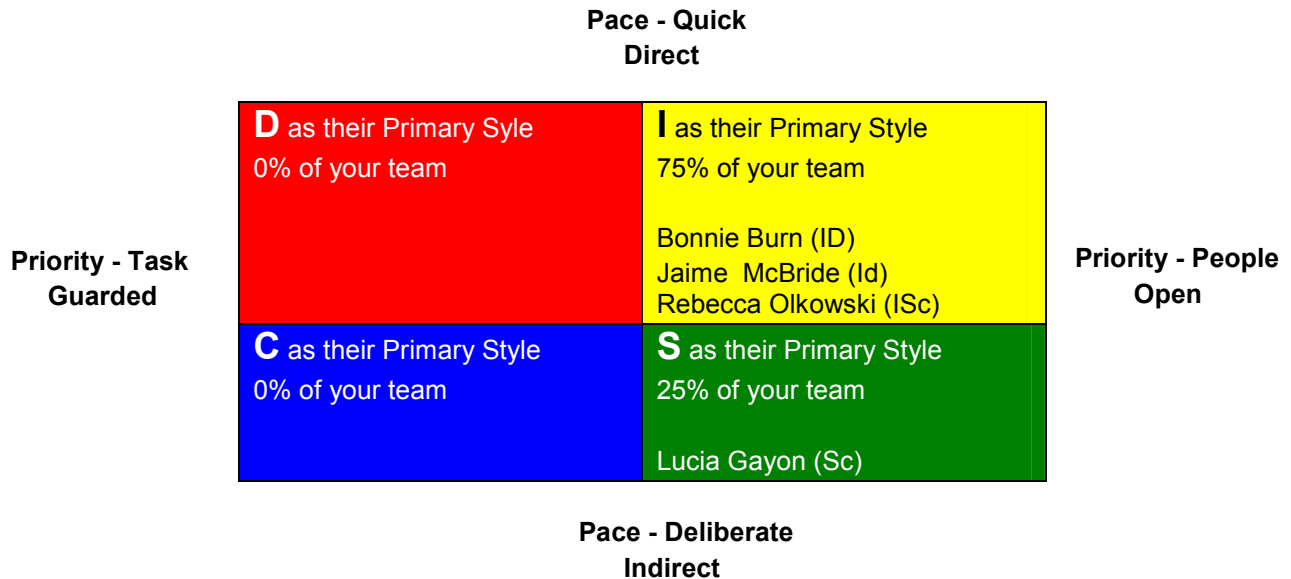 Pace - Quick
Direct
D as their Primary Syle
0% of your team
I as their Primary Style
75% of your team
Bonnie Burn (ID)
Jaime McBride (Id)
Rebecca Olkowski (ISc)
Priority - Task
Guarded
Priority - People
Open
C as their Primary Style
0% of your team
S as their Primary Style
25% of your team
Lucia Gayon (Sc)
Pace - Deliberate
Indirect